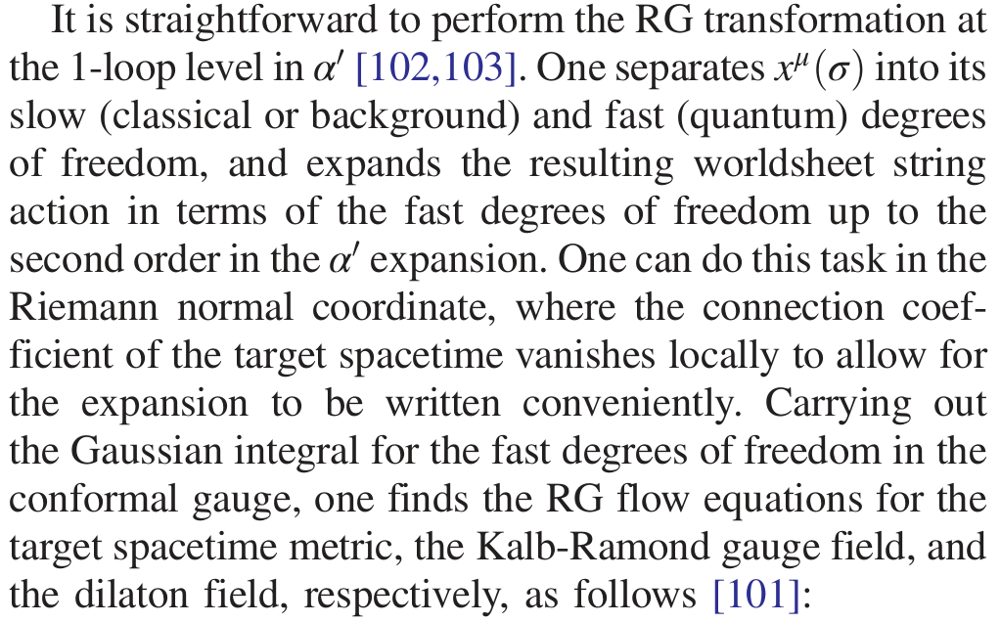 It is straightforward to perform the RG transformation at
the 1-loop level in α′ [102,103]. One separates x^μ(σ) into its
slow (classical or background) and fast (quantum) degrees
of freedom, and expands the resulting worldsheet string
action in terms of the fast degrees of freedom up to the
second order in the α′ expansion. One can do this task in the
Riemann normal coordinate, where the connection coef-
ficient of the target spacetime vanishes locally to allow for
the expansion to be written conveniently. Carrying out
the Gaussian integral for the fast degrees of freedom in the
conformal gauge, one finds the RG flow equations for the
target spacetime metric, the Kalb-Ramond gauge field, and
the dilaton field, respectively, as follows [101]: